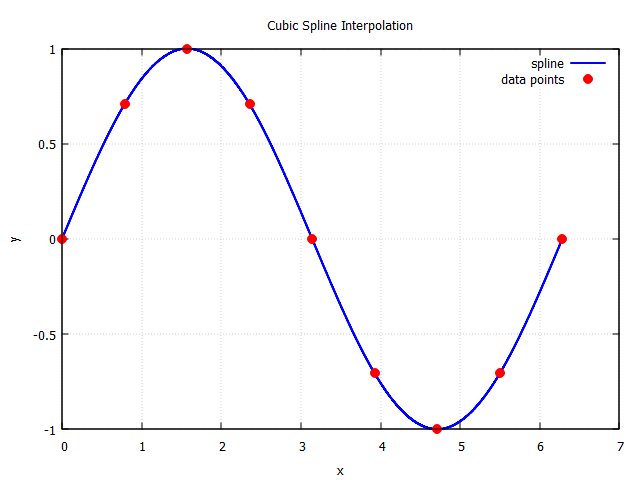 Cubic Spline Interpolation
spline
data points
1
0.5
0
-0.5
-1
y
0 1 2 3 4 5 6 7
x